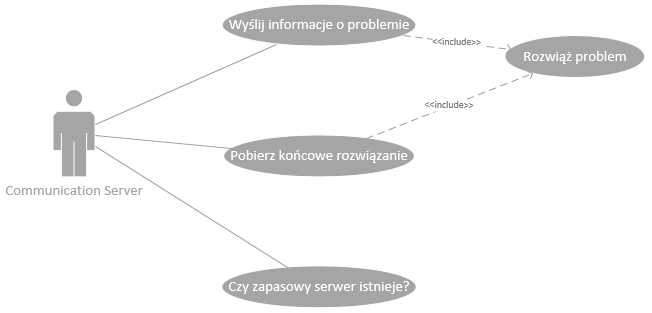 Wyślij informacje o problemie
<<include>>
Rozwiąż problem
<<include>>
Pobierz końcowe rozwiązanie
Communication Server
Czy zapasowy serwer istnieje?